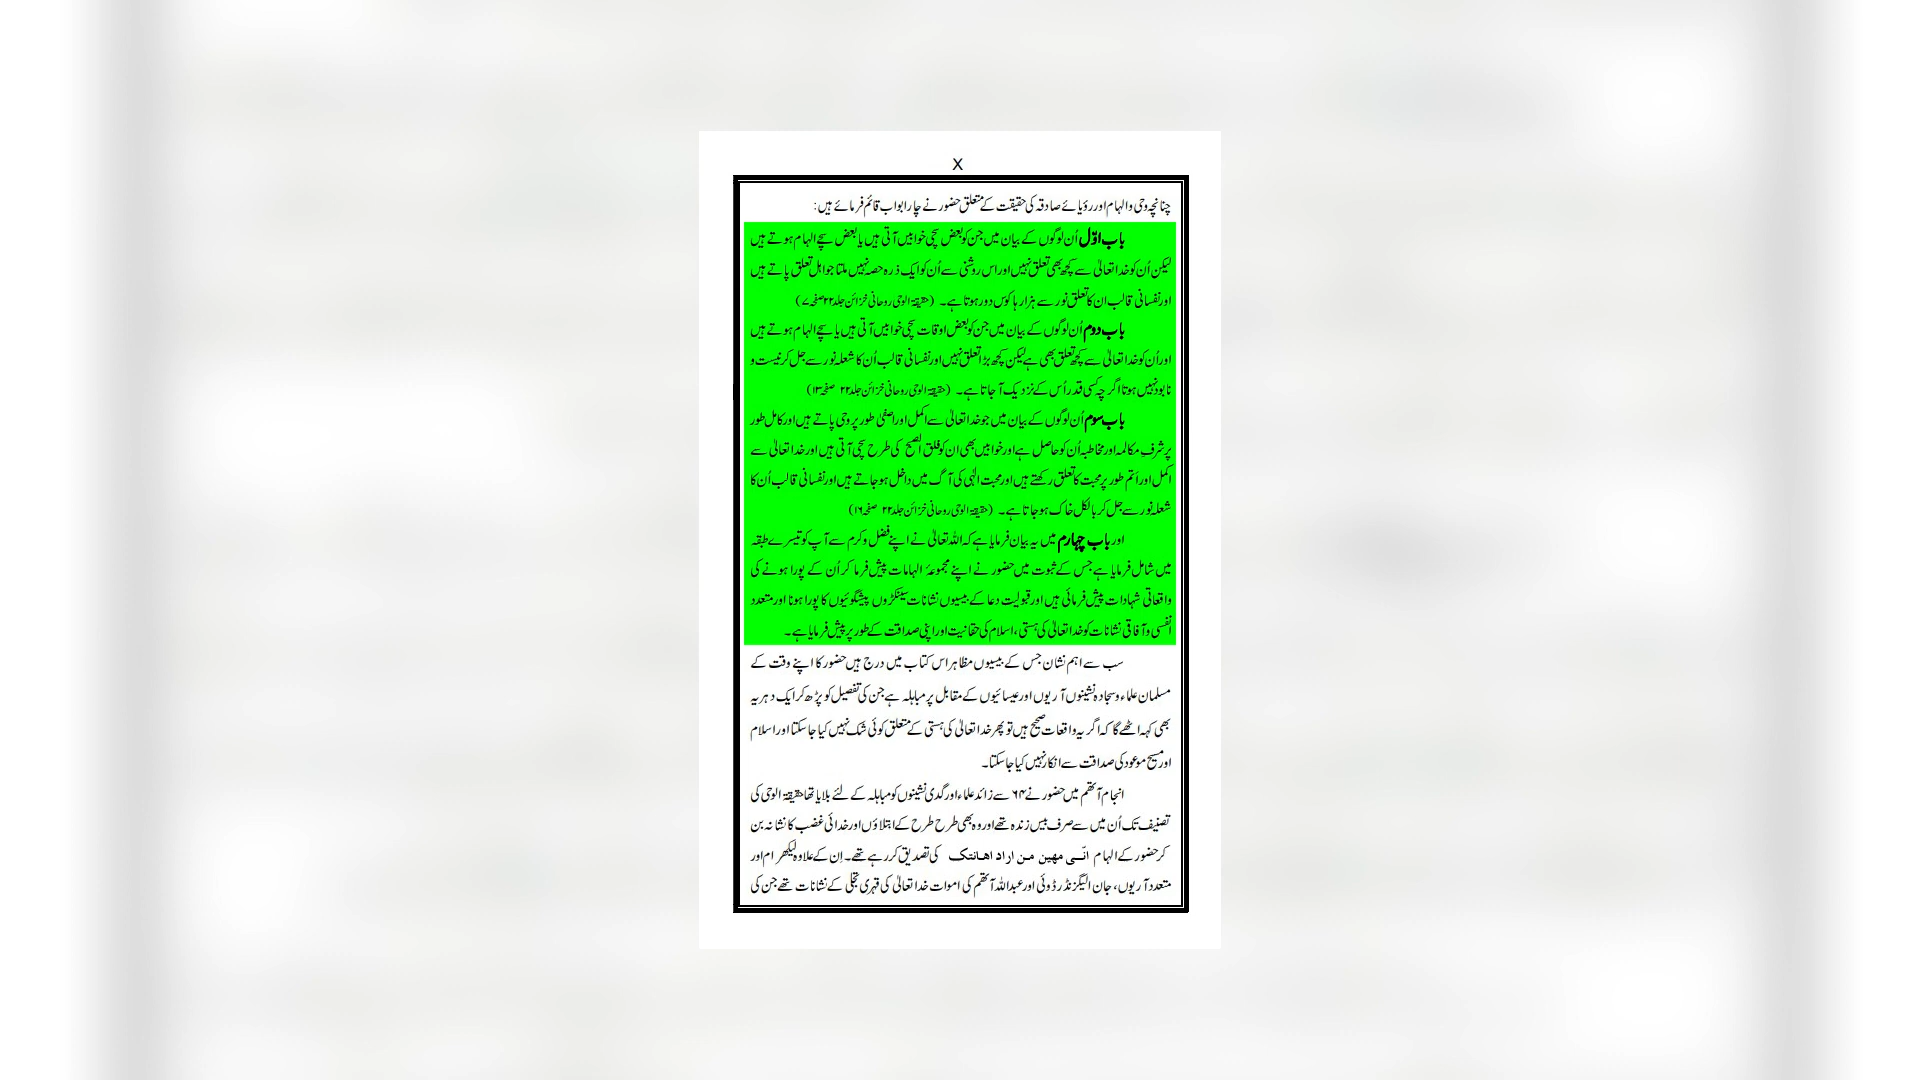 X
چنانچہ وحی و الہام اور رؤیائے صادقہ کی حقیقت کے متعلق حضور نے چار ابواب قائم فرمائے ہیں:
باب اوّل اُن لوگوں کے بیان میں جن کو بعض سچی خوابیں آتی ہیں یا بعض سچے الہام ہوتے ہیں
لیکن اُن کو خدا تعالیٰ سے کچھ بھی تعلق نہیں اور اس روشنی سے اُن کو ایک ذرہ حصہ نہیں ملتا جو اہل تعلق پاتے ہیں
اور نفسانی قالب ان کا تعلق نور سے ہزار ہا کوس دور ہوتا ہے۔ (حقیقۃ الوحی روحانی خزائن جلد ۲۲ صفحہ ۷)
باب دوم اُن لوگوں کے بیان میں جن کو بعض اوقات سچی خوابیں آتی ہیں یا سچے الہام ہوتے ہیں
اور اُن کو خدا تعالیٰ سے کچھ تعلق بھی ہے لیکن کچھ بڑا تعلق نہیں اور نفسانی قالب اُن کا شعلہ نور سے جل کر نیست و
نابود نہیں ہوتا اگرچہ کسی قدر اُس کے نزدیک آ جاتا ہے۔ (حقیقۃ الوحی روحانی خزائن جلد ۲۲ صفحہ ۱۳)
باب سوم اُن لوگوں کے بیان میں جو خدا تعالیٰ سے اکمل اور اصفیٰ طور پر وحی پاتے ہیں اور کامل طور
پر شرفِ مکالمہ اور مخاطبہ اُن کو حاصل ہے اور خوابیں بھی ان کو فلق الصبح کی طرح سچی آتی ہیں اور خدا تعالیٰ سے
اکمل اور اَتم طور پر محبت کا تعلق رکھتے ہیں اور محبت الٰہی کی آگ میں داخل ہو جاتے ہیں اور نفسانی قالب اُن کا
شعلہ نور سے جل کر بالکل خاک ہو جاتا ہے۔ (حقیقۃ الوحی روحانی خزائن جلد ۲۲ صفحہ ۱۶)
اور باب چہارم میں یہ بیان فرمایا ہے کہ اللہ تعالیٰ نے اپنے فضل و کرم سے آپ کو تیسرے طبقہ
میں شامل فرمایا ہے جس کے ثبوت میں حضور نے اپنے مجموعۂ الہامات پیش فرما کر اُن کے پورا ہونے کی
واقعاتی شہادات پیش فرمائی ہیں اور قبولیت دعا کے بیسیوں نشانات سینکڑوں پیشگوئیوں کا پورا ہونا اور متعدد
انفسی و آفاقی نشانات کو خدا تعالیٰ کی ہستی ، اسلام کی حقانیت اور اپنی صداقت کے طور پر پیش فرمایا ہے۔
سب سے اہم نشان جس کے بیسیوں مظاہر اس کتاب میں درج ہیں حضور کا اپنے وقت کے
مسلمان علماء و سجادہ نشینوں آریوں اور عیسائیوں کے مقابل پر مباہلہ ہے جن کی تفصیل کو پڑھ کر ایک دہریہ
بھی کہہ اٹھے گا کہ اگر یہ واقعات صحیح ہیں تو پھر خدا تعالیٰ کی ہستی کے متعلق کوئی شک نہیں کیا جا سکتا اور اسلام
اور مسیح موعود کی صداقت سے انکار نہیں کیا جا سکتا۔
انجام آتھم میں حضور نے ۶۴ سے زائد علماء اور گدی نشینوں کو مباہلہ کے لئے بلایا تھا حقیقۃ الوحی کی
تصنیف تک اُن میں سے صرف بیس زندہ تھے اور وہ بھی طرح طرح کے ابتلاؤں اور خدائی غضب کا نشانہ بن
کر حضور کے الہام انّی مھین من اراد اھانتک کی تصدیق کر رہے تھے۔ اِن کے علاوہ لیکھرام اور
متعدد آریوں، جان الیگزنڈر ڈوئی اور عبداللہ آتھم کی اموات خدا تعالیٰ کی قہری تجلی کے نشانات تھے جن کی